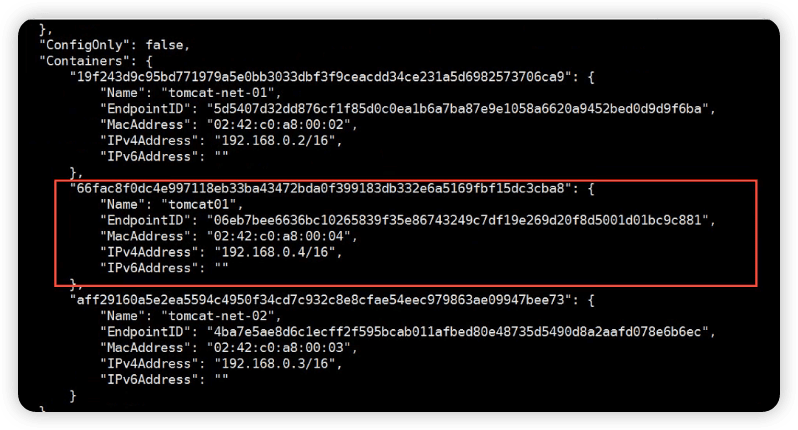 },
"ConfigOnly": false,
"Containers": {
"19f243d9c95bd771979a5e0bb3033dbf3f9ceacdd34ce231a5d6982573706ca9": {
"Name": "tomcat-net-01",
"EndpointID": "5d5407d32dd876cf1f85d0c0ea1b6a7ba87e9e1058a6620a9452bed0d9d9f6ba",
"MacAddress": "02:42:c0:a8:00:02",
"IPv4Address": "192.168.0.2/16",
"IPv6Address": ""
},
"66fac8f0dc4e997118eb33ba43472bda0f399183db332e6a5169fbf15dc3cba8": {
"Name": "tomcat01",
"EndpointID": "06eb7bee6636bc10265839f35e86743249c7df19e269d20f8d5001d01bc9c881",
"MacAddress": "02:42:c0:a8:00:04",
"IPv4Address": "192.168.0.4/16",
"IPv6Address": ""
},
"aff29160a5e2ea5594c4950f34cd7c932c8e8cfae54eec979863ae09947bee73": {
"Name": "tomcat-net-02",
"EndpointID": "4ba7e5ae8d6c1ecff2f595bcab011afbed80e48735d5490d8a2aafd078e6b6ec",
"MacAddress": "02:42:c0:a8:00:03",
"IPv4Address": "192.168.0.3/16",
"IPv6Address": ""
}
},